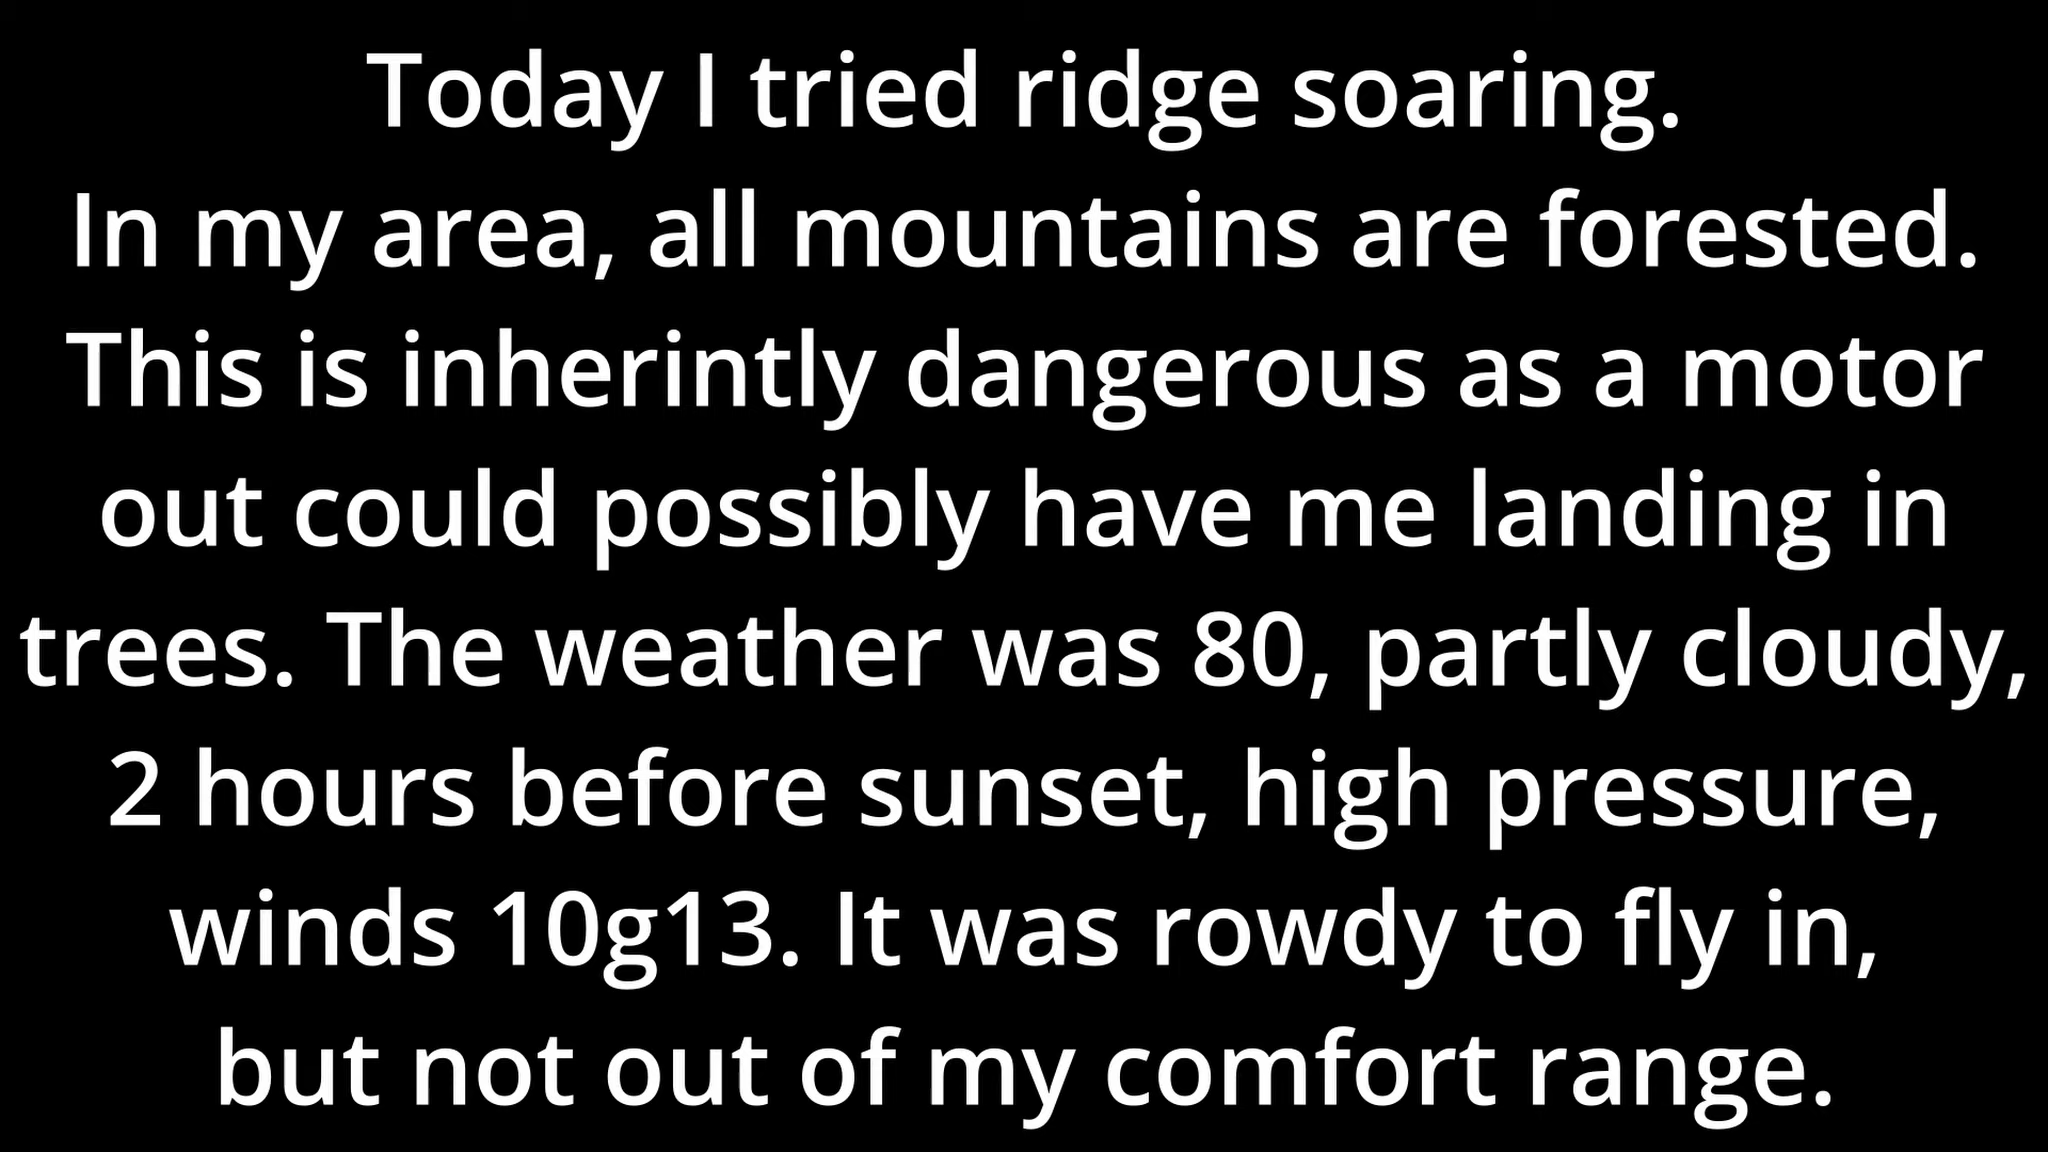 Today I tried ridge soaring.
In my area, all mountains are forested.
This is inherintly dangerous as a motor
out could possibly have me landing in
trees. The weather was 80, partly cloudy,
2 hours before sunset, high pressure,
winds 10g13. It was rowdy to fly in,
but not out of my comfort range.